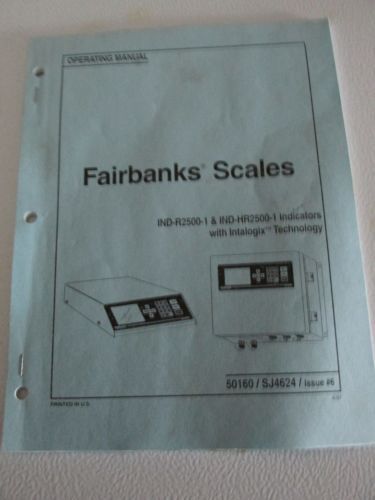 OPERATING MANUAL
Fairbanks® Scales
IND-R2500-1 & IND-HR2500-1 Indicators
with Intalogix™ Technology
50160 / SJ4624 / Issue #6
PRINTED IN U.S.